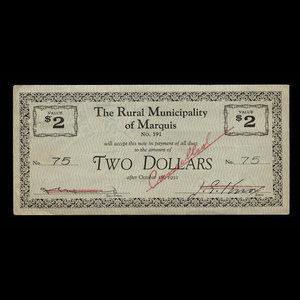 VALUE $2
VALUE $2
The Rural Municipality
of Marquis
No. 191
will accept this note in payment of all dues
to the amount of
No. 75
No. 75
TWO DOLLARS
after October
Cancelled